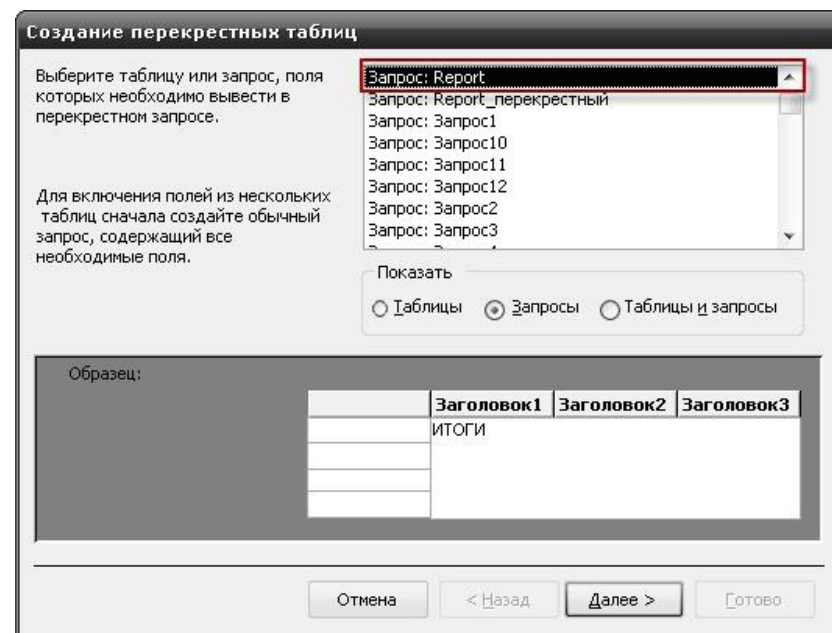 Создание перекрестных таблиц
Выберите таблицу или запрос, поля
которых необходимо вывести в
перекрестном запросе.
Для включения полей из нескольких
таблиц сначала создайте обычный
запрос, содержащий все
необходимые поля.
Запрос: Report
Запрос: Report_перекрестный
Запрос: Запрос1
Запрос: Запрос10
Запрос: Запрос11
Запрос: Запрос12
Запрос: Запрос2
Запрос: Запрос3
Показать
Таблицы Запросы Таблицы и запросы
Образец:
Заголовок1 Заголовок2 Заголовок3
ИТОГИ
Отмена < Назад Далее > Готово